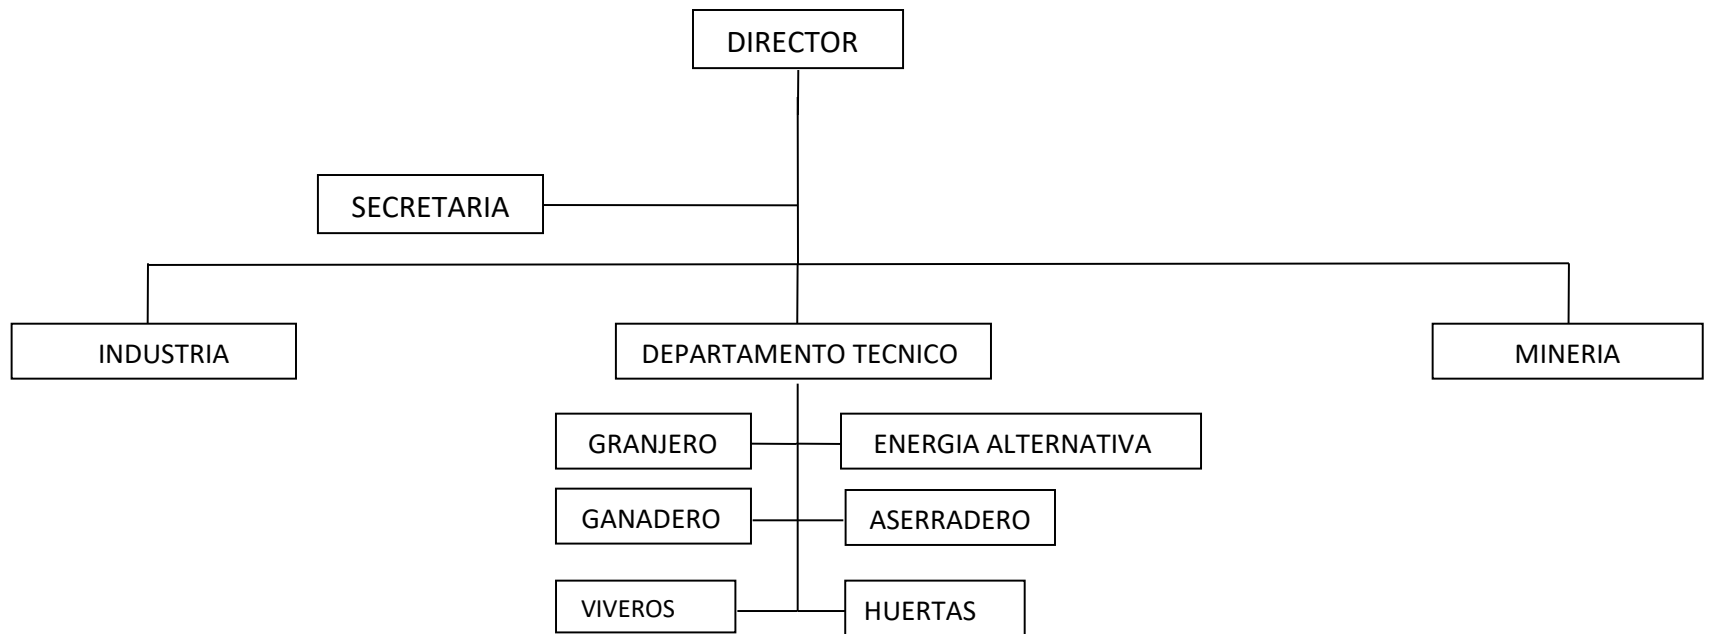 DIRECTOR
SECRETARIA
INDUSTRIA
DEPARTAMENTO TECNICO
MINERIA
GRANJERO
ENERGIA ALTERNATIVA
GANADERO
ASERRADERO
VIVEROS
HUERTAS